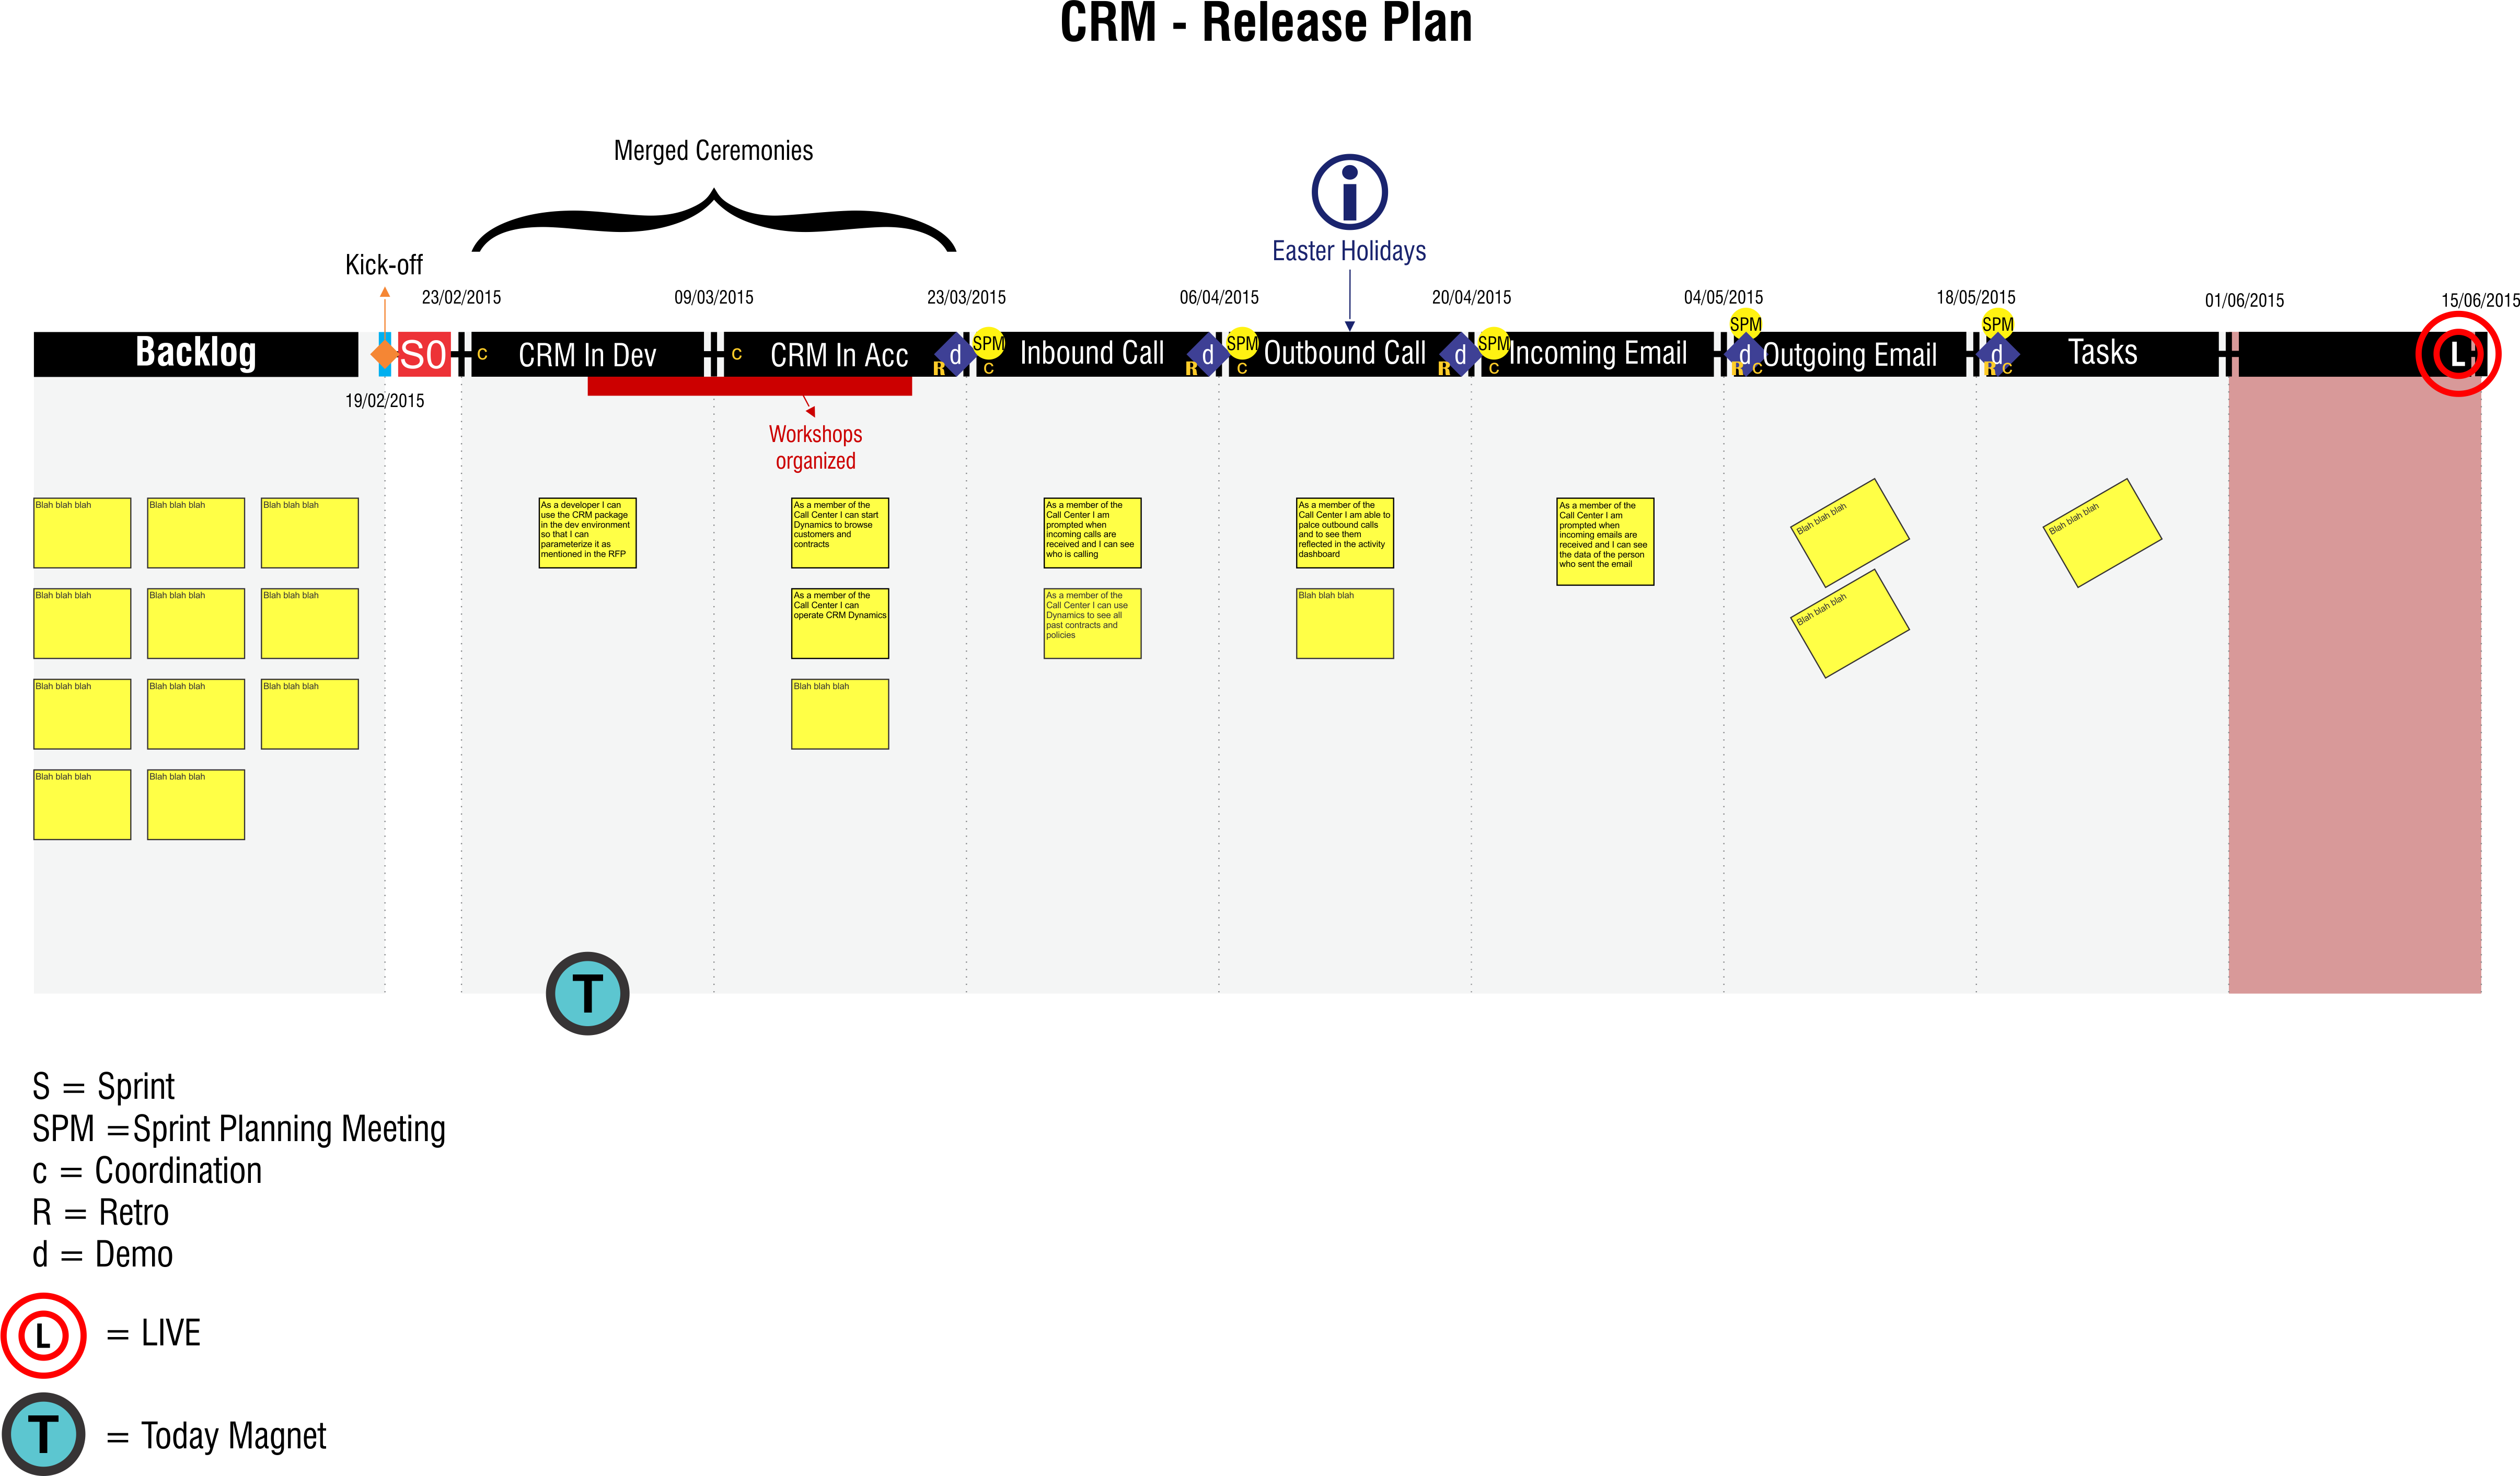 CRM - Release Plan
Merged Ceremonies
Easter Holidays
Kick-off
23/02/2015
09/03/2015
23/03/2015
06/04/2015
20/04/2015
04/05/2015
18/05/2015
01/06/2015
15/06/2015
Backlog
S0
C
CRM In Dev
C
CRM In Acc
R
d
SPM
C
Inbound Call
R
d
SPM
C
Outbound Call
R
d
SPM
C
Incoming Email
SPM
d
R C
Outgoing Email
SPM
d
R C
Tasks
L
19/02/2015
Workshops
organized
Blah blah blah
Blah blah blah
Blah blah blah
Blah blah blah
Blah blah blah
Blah blah blah
Blah blah blah
Blah blah blah
Blah blah blah
Blah blah blah
Blah blah blah
As a developer I can
use the CRM package
in the dev environment
so that I can
parameterize it as
mentioned in the RFP
As a member of the
Call Center I can start
Dynamics to browse
customers and
contracts
As a member of the
Call Center I can
operate CRM Dynamics
Blah blah blah
As a member of the
Call Center I am
prompted when
incoming calls are
received and I can see
who is calling
As a member of the
Call Center I can use
Dynamics to see all
past contracts and
policies
As a member of the
Call Center I am able to
palce outbound calls
and to see them
reflected in the activity
dashboard
Blah blah blah
As a member of the
Call Center I am
prompted when
incoming emails are
received and I can see
the data of the person
who sent the email
Blah blah blah
Blah blah blah
Blah blah blah
T
S = Sprint
SPM =Sprint Planning Meeting
c = Coordination
R = Retro
d = Demo
L = LIVE
T = Today Magnet